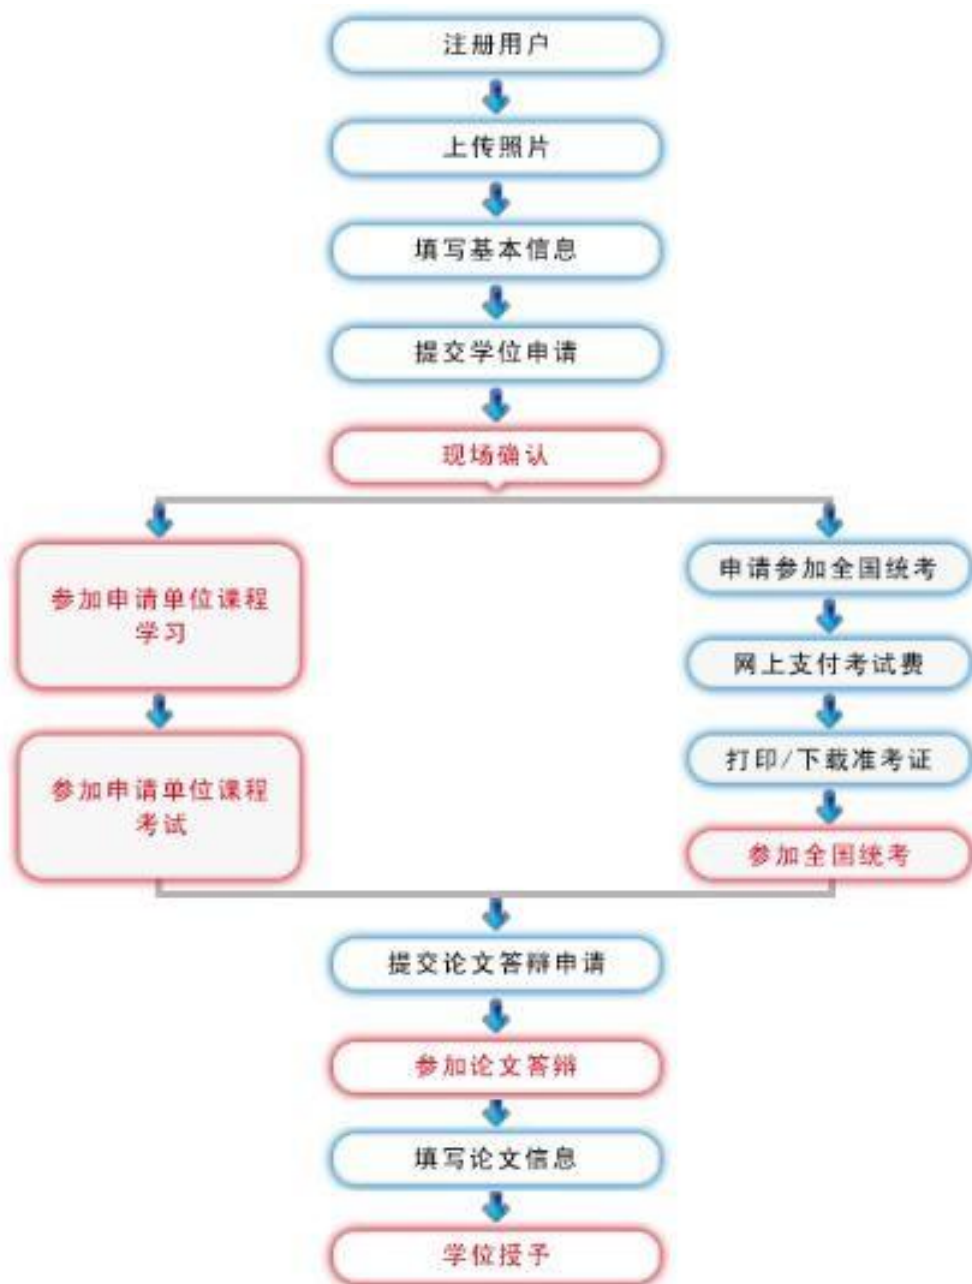 注册用户
上传照片
填写基本信息
提交学位申请
现场确认
参加申请单位课程
学习
参加申请单位课程
考试
申请参加全国统考
网上支付考试费
打印/下载准考证
参加全国统考
提交论文答辩申请
参加论文答辩
填写论文信息
学位授予